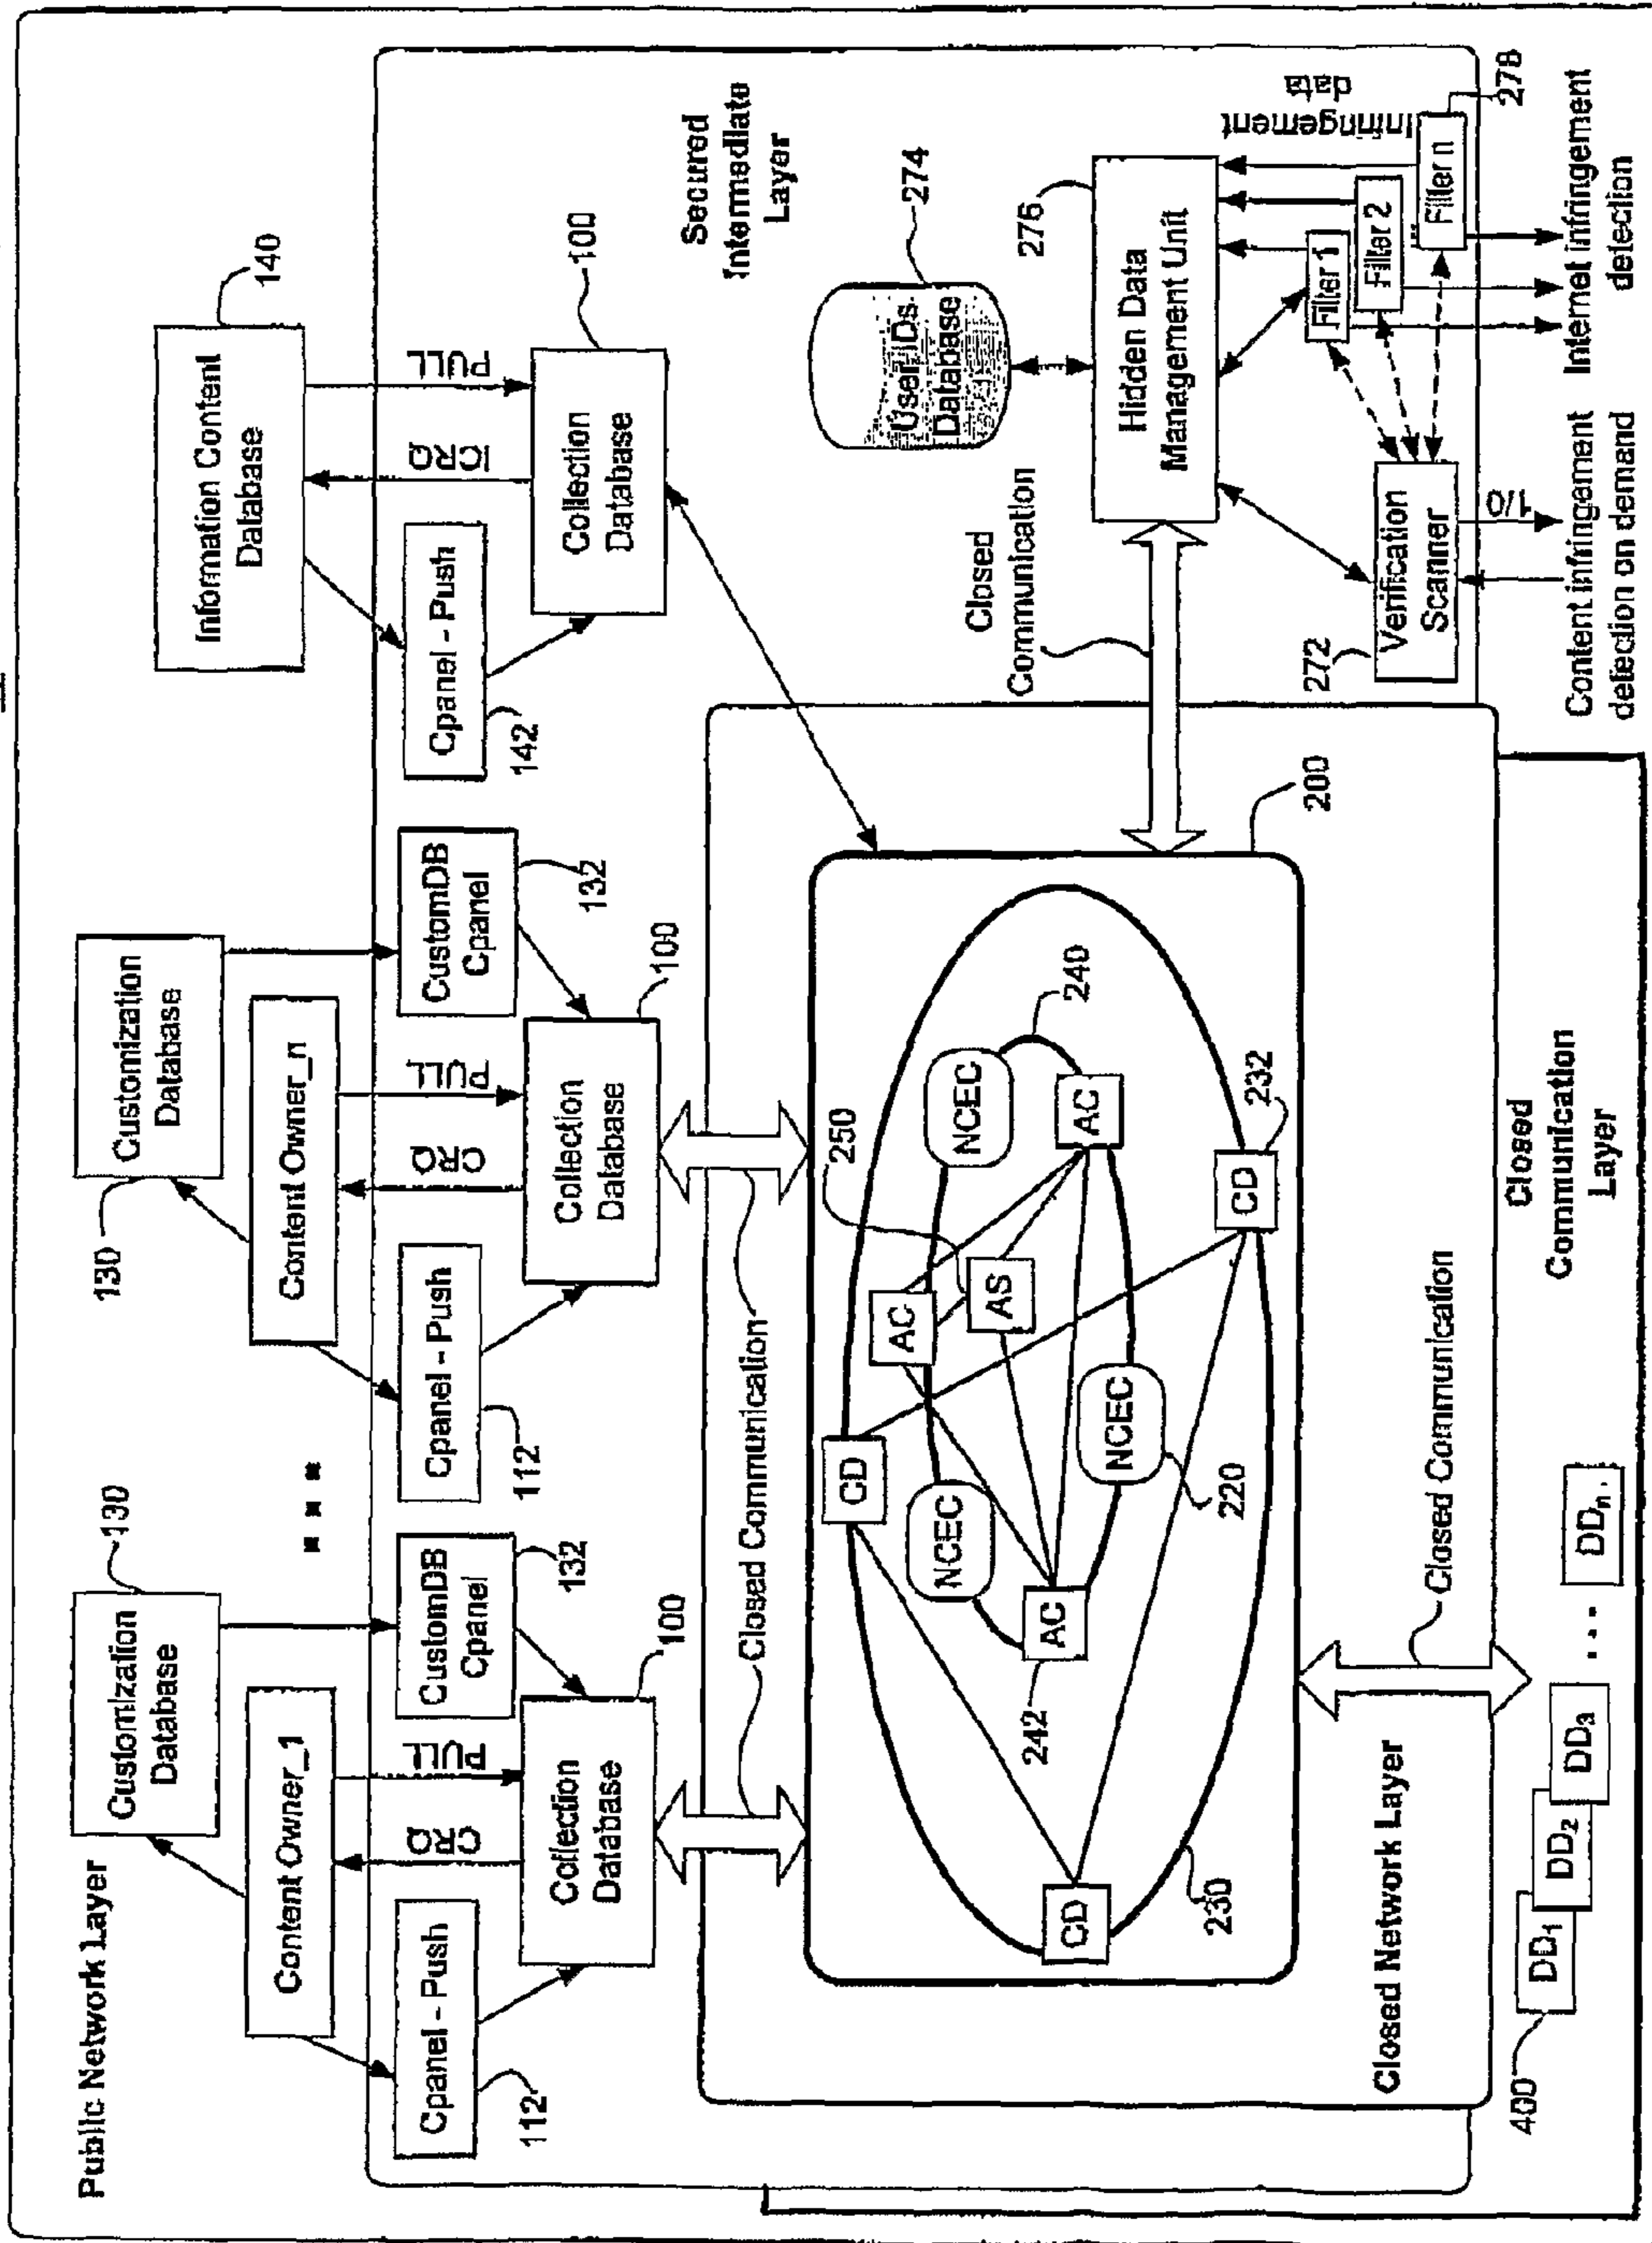 Public Network Layer
Customization
Database
130
Content Owner_1
Cpanel - Push
112
CRQ
PULL
CustomDB
Cpanel
132
Collection
Database
100
Customization
Database
130
Content Owner_n
Cpanel - Push
112
CRQ
PULL
CustomDB
Cpanel
132
Collection
Database
100
Information Content
Database
140
Cpanel - Push
142
ICRQ
PULL
Collection
Database
100
Secured
Intermediate
Layer
Closed Communication
User IDs
Database
274
Closed
Communication
Hidden Data
Management Unit
276
Infringement
data
Filter 1
Filter 2
Filter n
278
Verification
Scanner
272
1/0
Content infringement
detection on demand
Internet infringement
detection
200
CD
NCEC
AC
AS
250
NCEC
240
AC
AC
242
NCEC
220
CD
232
CD
230
Closed Network Layer
Closed Communication
Closed
Communication
Layer
400
DD1
DD2
DD3
...
DDn